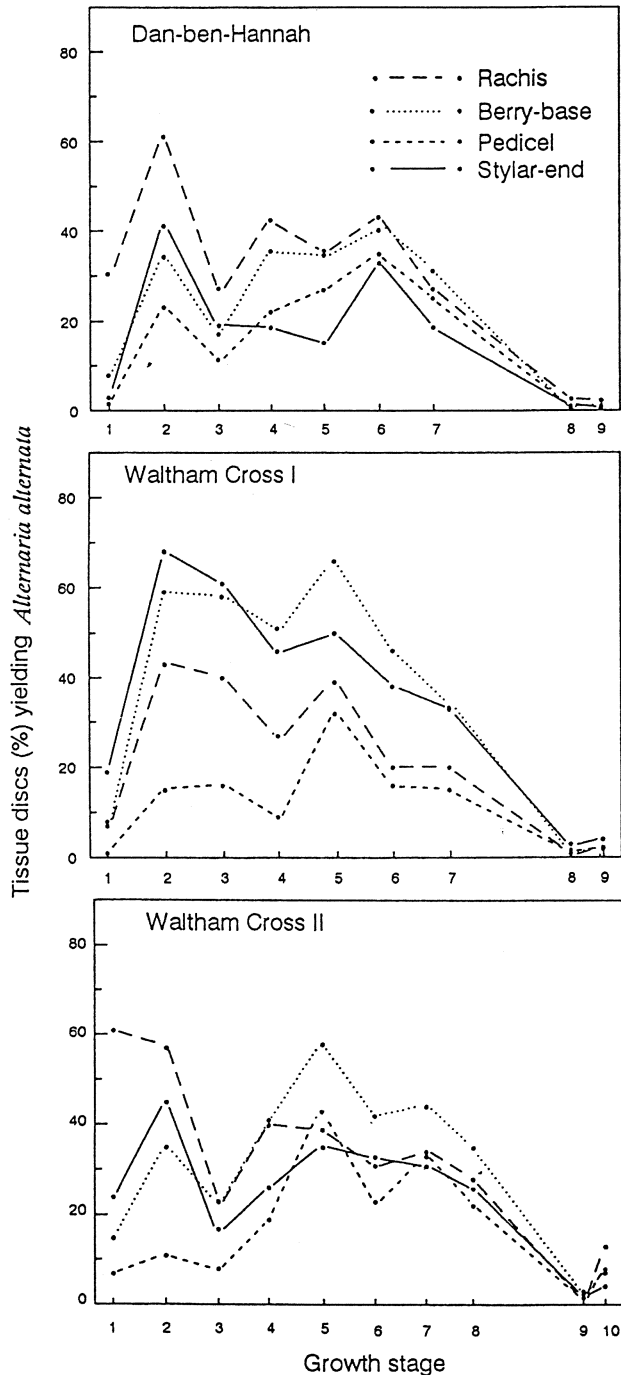 Dan-ben-Hannah
Rachis
Berry-base
Pedicel
Stylar-end
80
60
40
20
0
1 2 3 4 5 6 7 8 9
Waltham Cross I
80
60
40
20
0
1 2 3 4 5 6 7 8 9
Waltham Cross II
80
60
40
20
0
1 2 3 4 5 6 7 8 9 10
Tissue discs (%) yielding Alternaria alternata
Growth stage